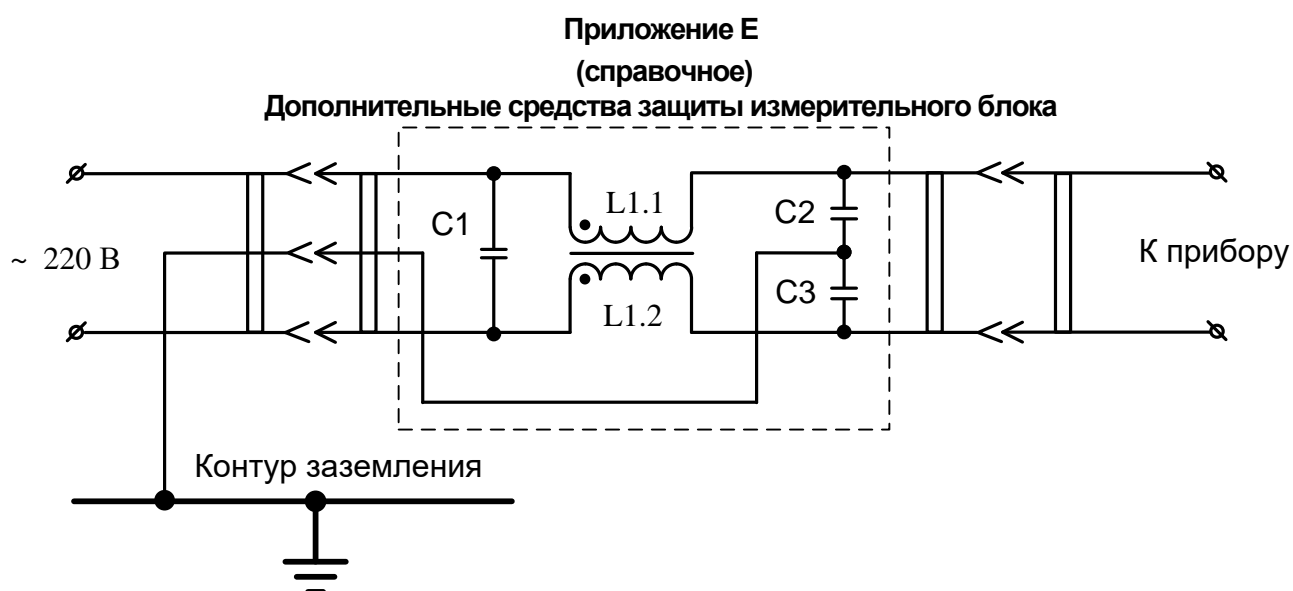 Приложение Е
(справочное)
Дополнительные средства защиты измерительного блока
C1
L1.1
C2
~ 220 В
К прибору
C3
L1.2
Контур заземления